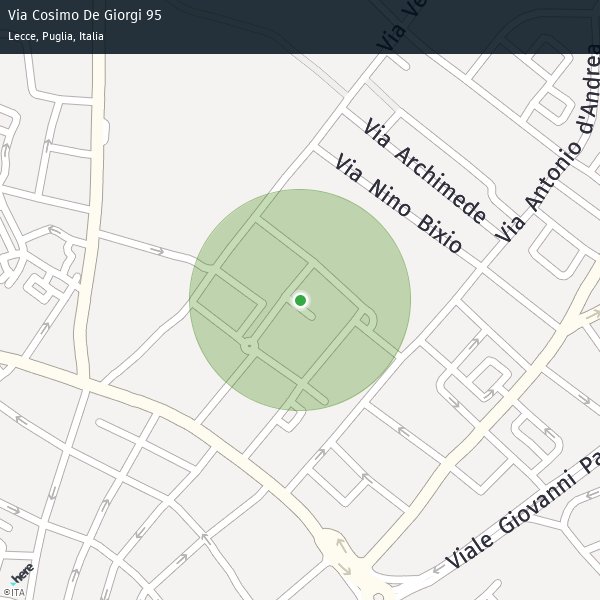 Via Cosimo De Giorgi 95
Lecce, Puglia, Italia
Via Ve
Via Archimede
Via Nino Bixio
Via Antonio d'Andrea
Viale Giovanni Pa
here
©ITA